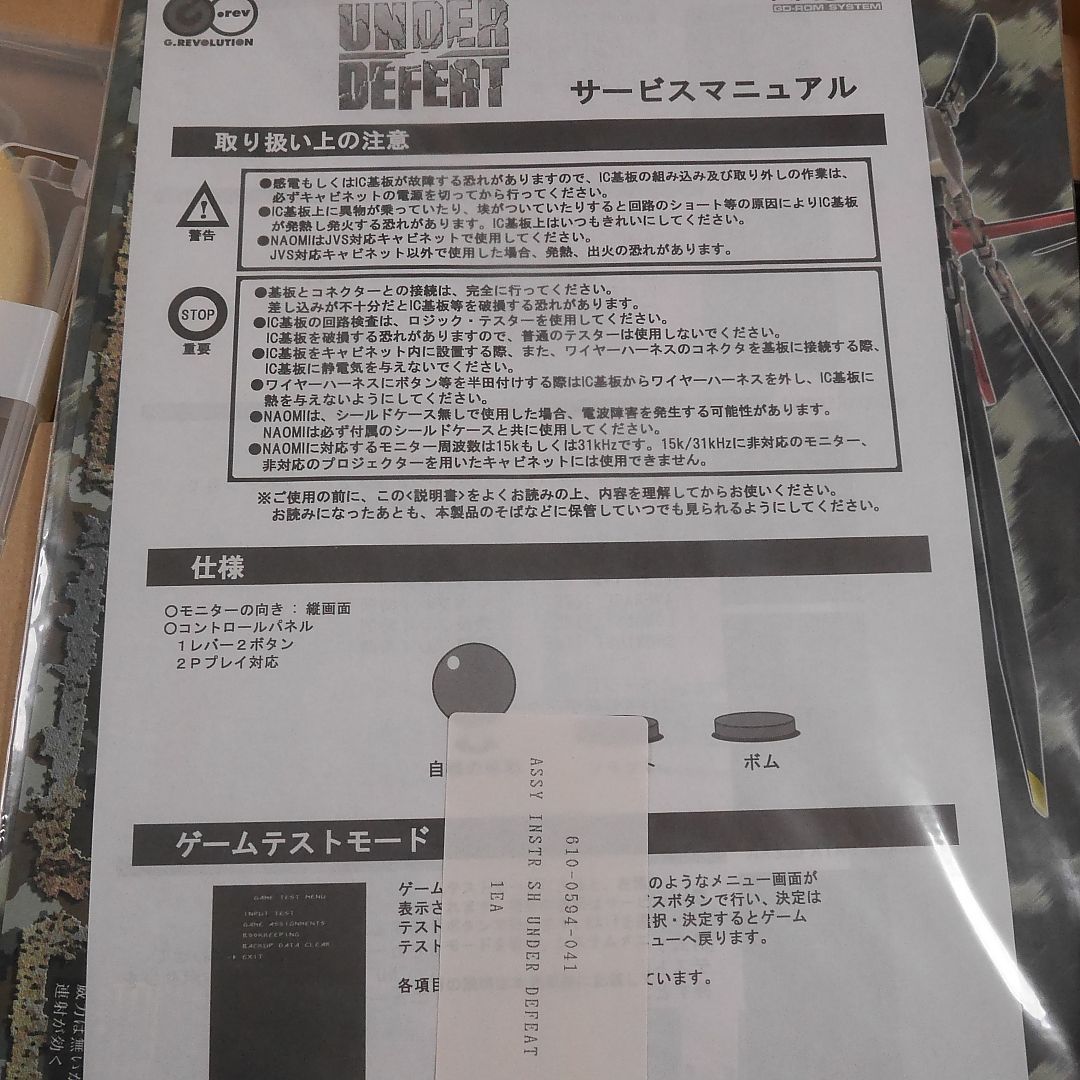 G.rev
G.REVOLUTION
UNDER
DEFEAT
GD-ROM SYSTEM
サービスマニュアル
取り扱い上の注意
警告
●感電もしくはIC基板が故障する恐れがありますので、IC基板の組み込み及び取り外しの作業は、
必ずキャビネットの電源を切ってから行ってください。
●IC基板上に異物が乗っていたり、埃がついていたりすると回路のショート等の原因によりIC基板
が発熱し発火する恐れがあります。IC基板上はいつもきれいにしてください。
●NAOMIはJVS対応キャビネットで使用してください。
JVS対応キャビネット以外で使用した場合、発熱、出火の恐れがあります。
STOP
重要
●基板とコネクターとの接続は、完全に行ってください。
差し込みが不十分だとIC基板等を破損する恐れがあります。
●IC基板の回路検査は、ロジック・テスターを使用してください。
IC基板を破損する恐れがありますので、普通のテスターは使用しないでください。
●IC基板をキャビネット内に設置する際、また、ワイヤーハーネスのコネクタを基板に接続する際、
IC基板に静電気を与えないでください。
●ワイヤーハーネスにボタン等を半田付けする際はIC基板からワイヤーハーネスを外し、IC基板に
熱を与えないようにしてください。
●NAOMIは、シールドケース無しで使用した場合、電波障害を発生する可能性があります。
NAOMIは必ず付属のシールドケースと共に使用してください。
●NAOMIに対応するモニター周波数は15kもしくは31kHzです。15k/31kHzに非対応のモニター、
非対応のプロジェクターを用いたキャビネットには使用できません。
※ご使用の前に、この<説明書>をよくお読みの上、内容を理解してからお使いください。
お読みになったあとも、本製品のそばなどに保管していつでも見られるようにしてください。
仕様
○モニターの向き：縦画面
○コントロールパネル
１レバー２ボタン
２Ｐプレイ対応
自
ト
ボム
ゲームテストモード
GAME TEST MENU
INPUT TEST
GAME ASSIGNMENTS
BOOKKEEPING
BACKUP DATA CLEAR
→ EXIT
ゲーム
のようなメニュー画面が
表示さ
スボタンで行い、決定は
テスト
選択・決定するとゲーム
テスト
ニューへ戻ります。
各項目
ています。
610-0594-041
ASSY INSTR SH UNDER DEFEAT
1EA
連射が効く